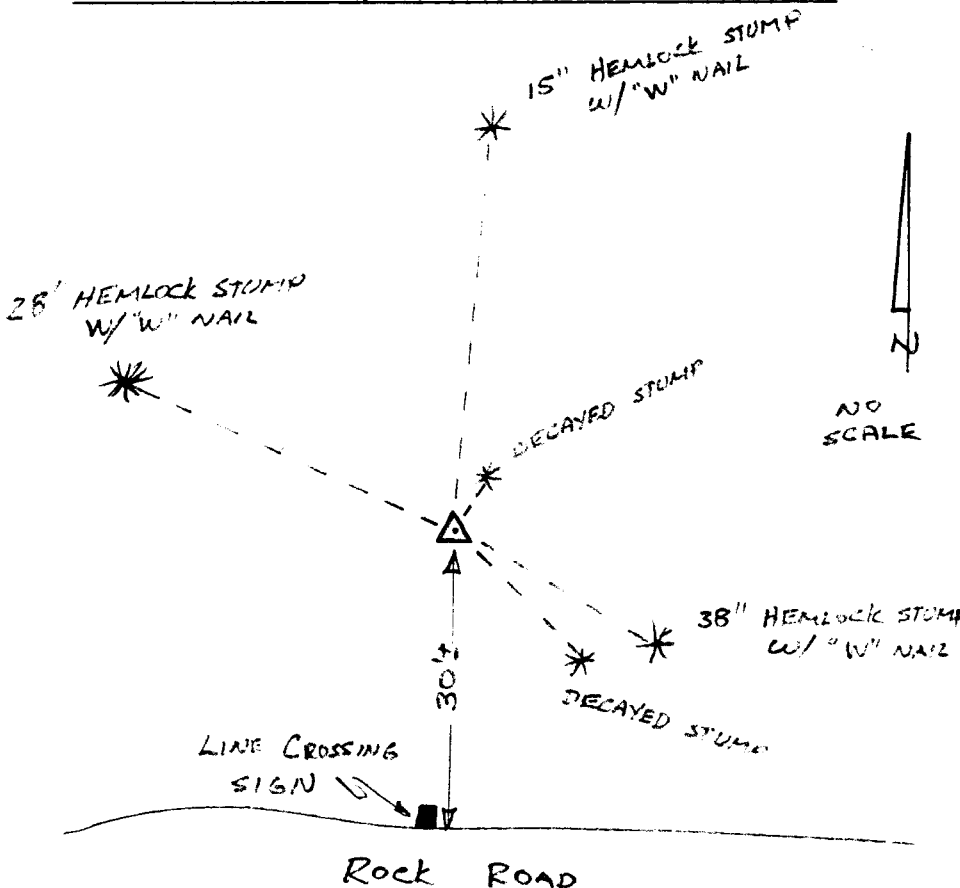 15" HEMLOCK STUMP
W/"W" NAIL
28' HEMLOCK STUMP
W/"W" NAIL
N
NO
SCALE
DECAYED STUMP
38" HEMLOCK STUMP
W/ "W" NAIL
DECAYED STUMP
30'±
LINE CROSSING
SIGN
ROCK ROAD